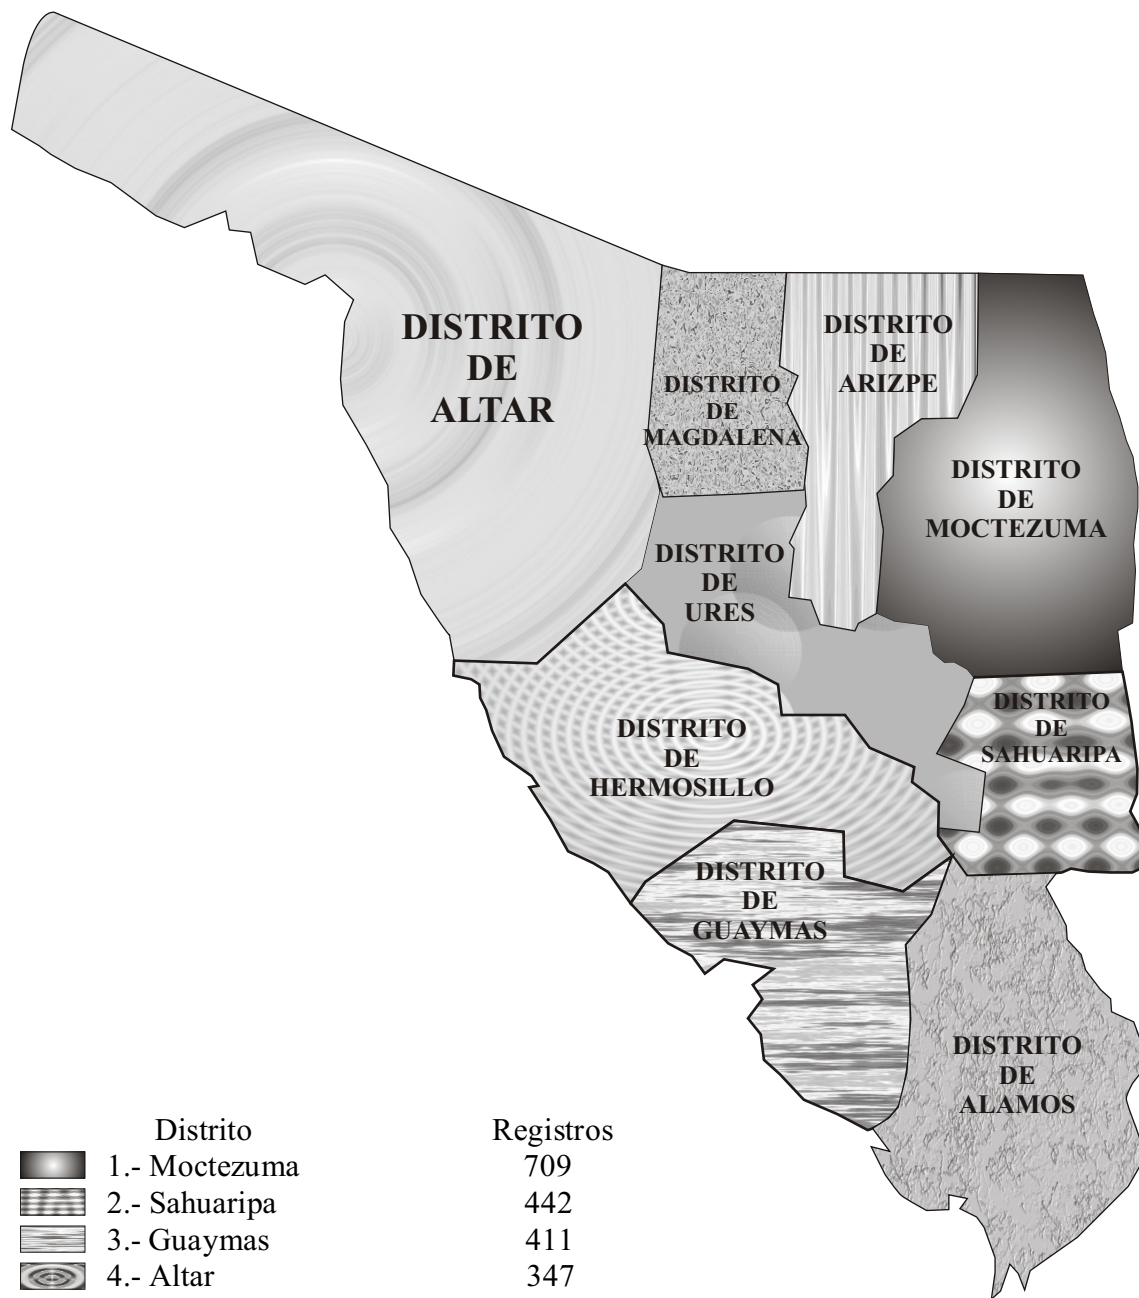 DISTRITO
DE
ALTAR
DISTRITO
DE
MAGDALENA
DISTRITO
DE
ARIZPE
DISTRITO
DE
MOCTEZUMA
DISTRITO
DE
URES
DISTRITO
DE
SAHUARIPA
DISTRITO
DE
HERMOSILLO
DISTRITO
DE
GUAYMAS
DISTRITO
DE
ALAMOS
Distrito Registros
1.- Moctezuma 709
2.- Sahuaripa 442
3.- Guaymas 411
4.- Altar 347